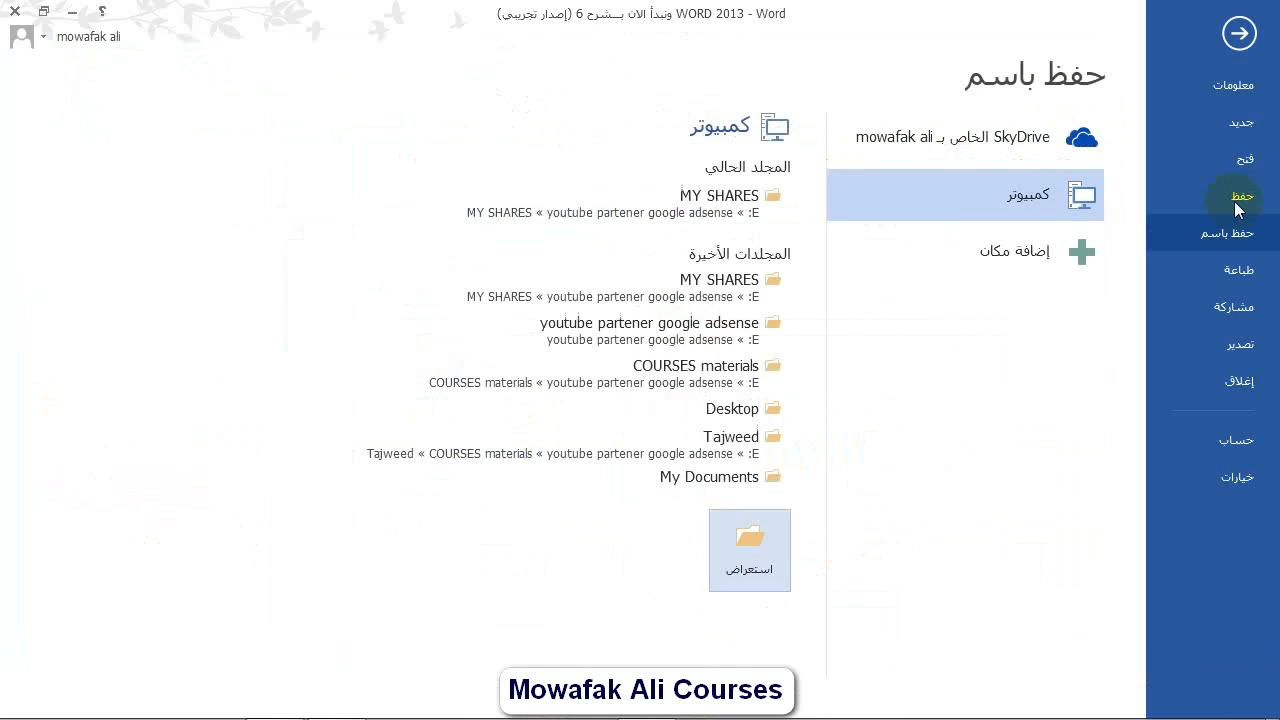 ونبدأ الان بــشرح 6 WORD 2013 - Word (إصدار تجريبي)
mowafak ali
معلومات
جديد
فتح
حفظ
حفظ باسم
طباعة
مشاركة
تصدير
إغلاق
حساب
خيارات
حفظ باسم
SkyDrive الخاص بـ mowafak ali
كمبيوتر
إضافة مكان
كمبيوتر
المجلد الحالي
MY SHARES
MY SHARES « youtube partener google adsense « :E
المجلدات الأخيرة
MY SHARES
MY SHARES « youtube partener google adsense « :E
youtube partener google adsense
youtube partener google adsense « :E
COURSES materials
COURSES materials « youtube partener google adsense « :E
Desktop
Tajweed
Tajweed « COURSES materials « youtube partener google adsense « :E
My Documents
استعراض
Mowafak Ali Courses